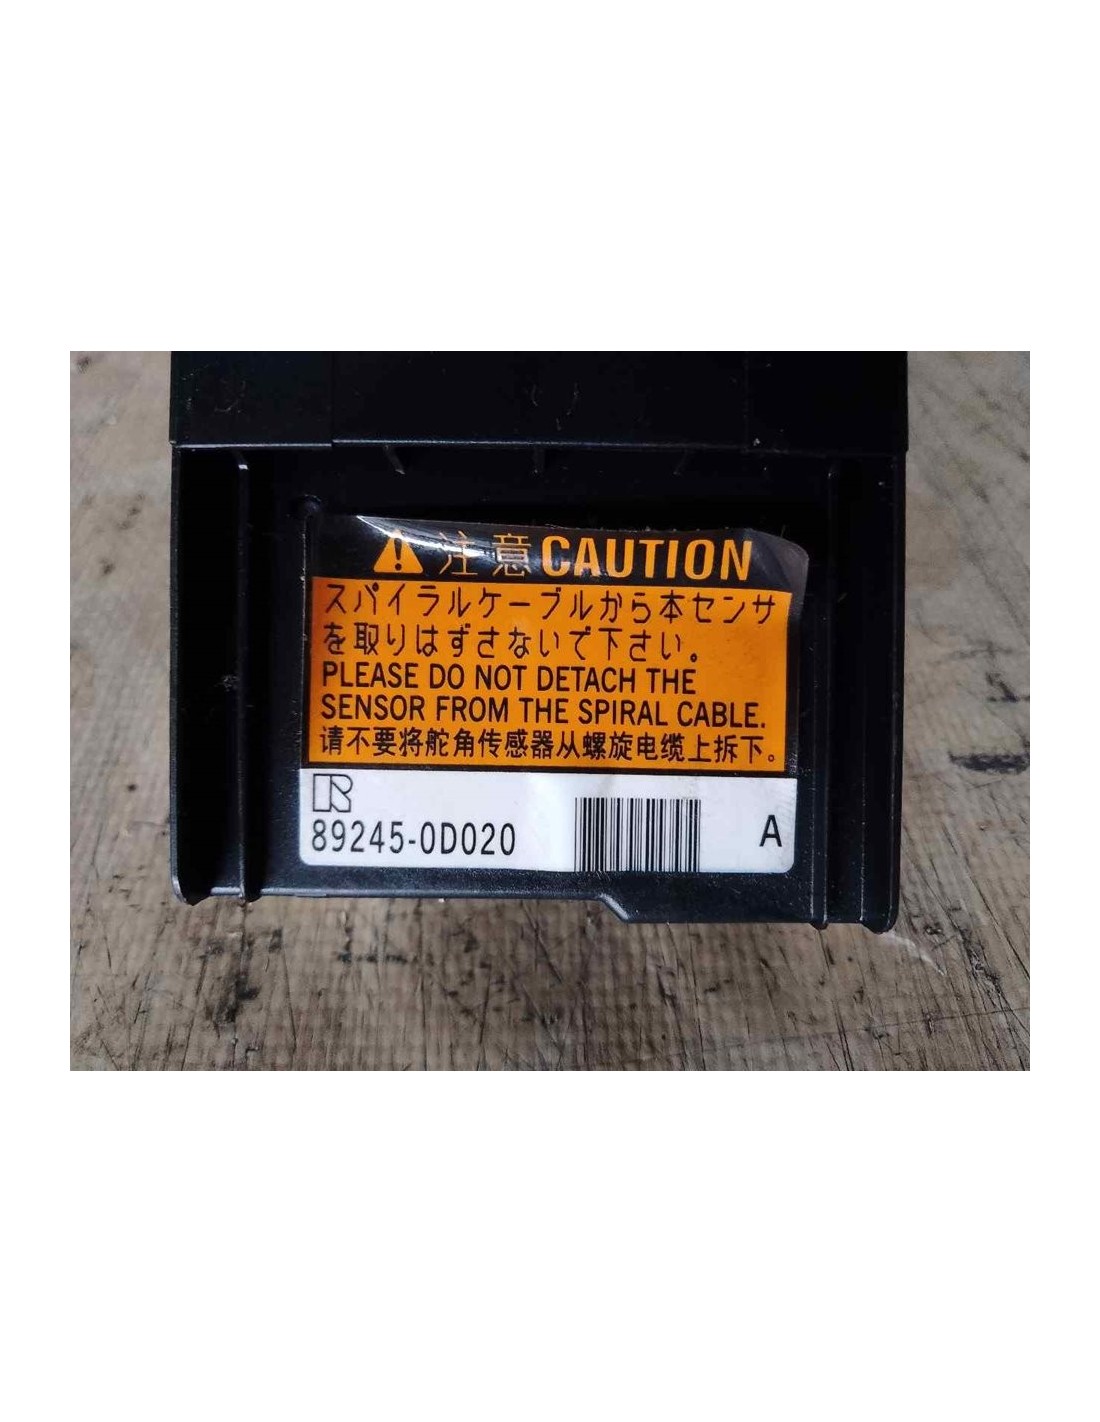 注意 CAUTION
スパイラルケーブルから本センサ
を取りはずさないで下さい。
PLEASE DO NOT DETACH THE
SENSOR FROM THE SPIRAL CABLE.
请不要将舵角传感器从螺旋电缆上拆下。
R
89245-0D020 A